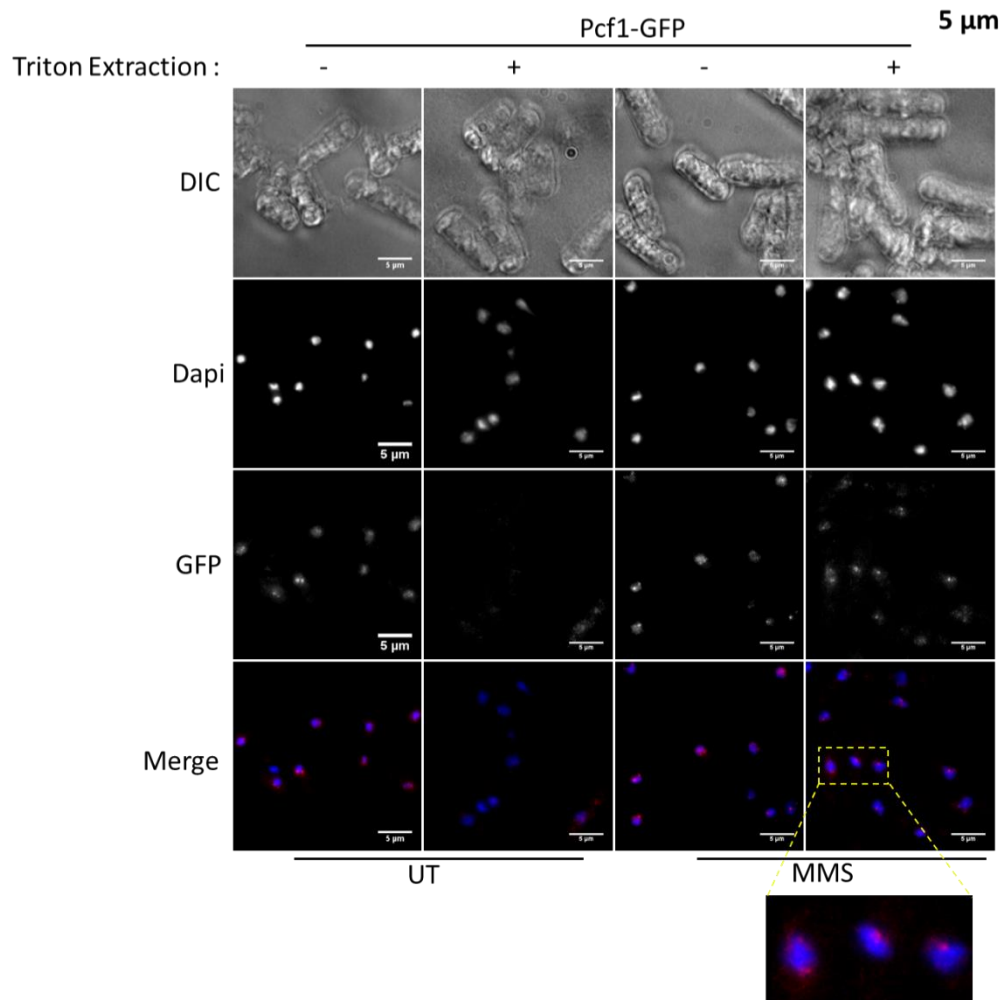 Pcf1-GFP
5 µm
Triton Extraction :
-
+
-
+
DIC
5 µm
5 µm
5 µm
5 µm
Dapi
5 µm
5 µm
5 µm
5 µm
GFP
5 µm
5 µm
5 µm
5 µm
Merge
5 µm
5 µm
5 µm
5 µm
UT
MMS